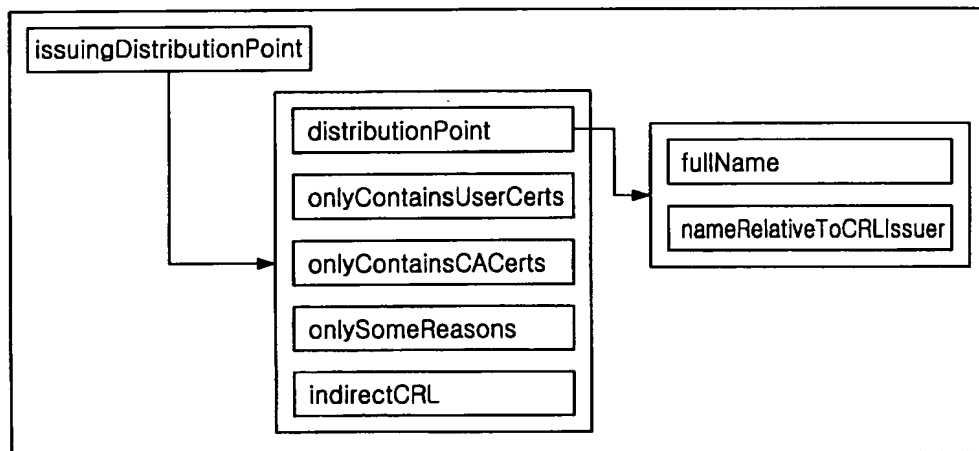 issuingDistributionPoint
distributionPoint
onlyContainsUserCerts
onlyContainsCACerts
onlySomeReasons
indirectCRL
fullName
nameRelativeToCRLIssuer